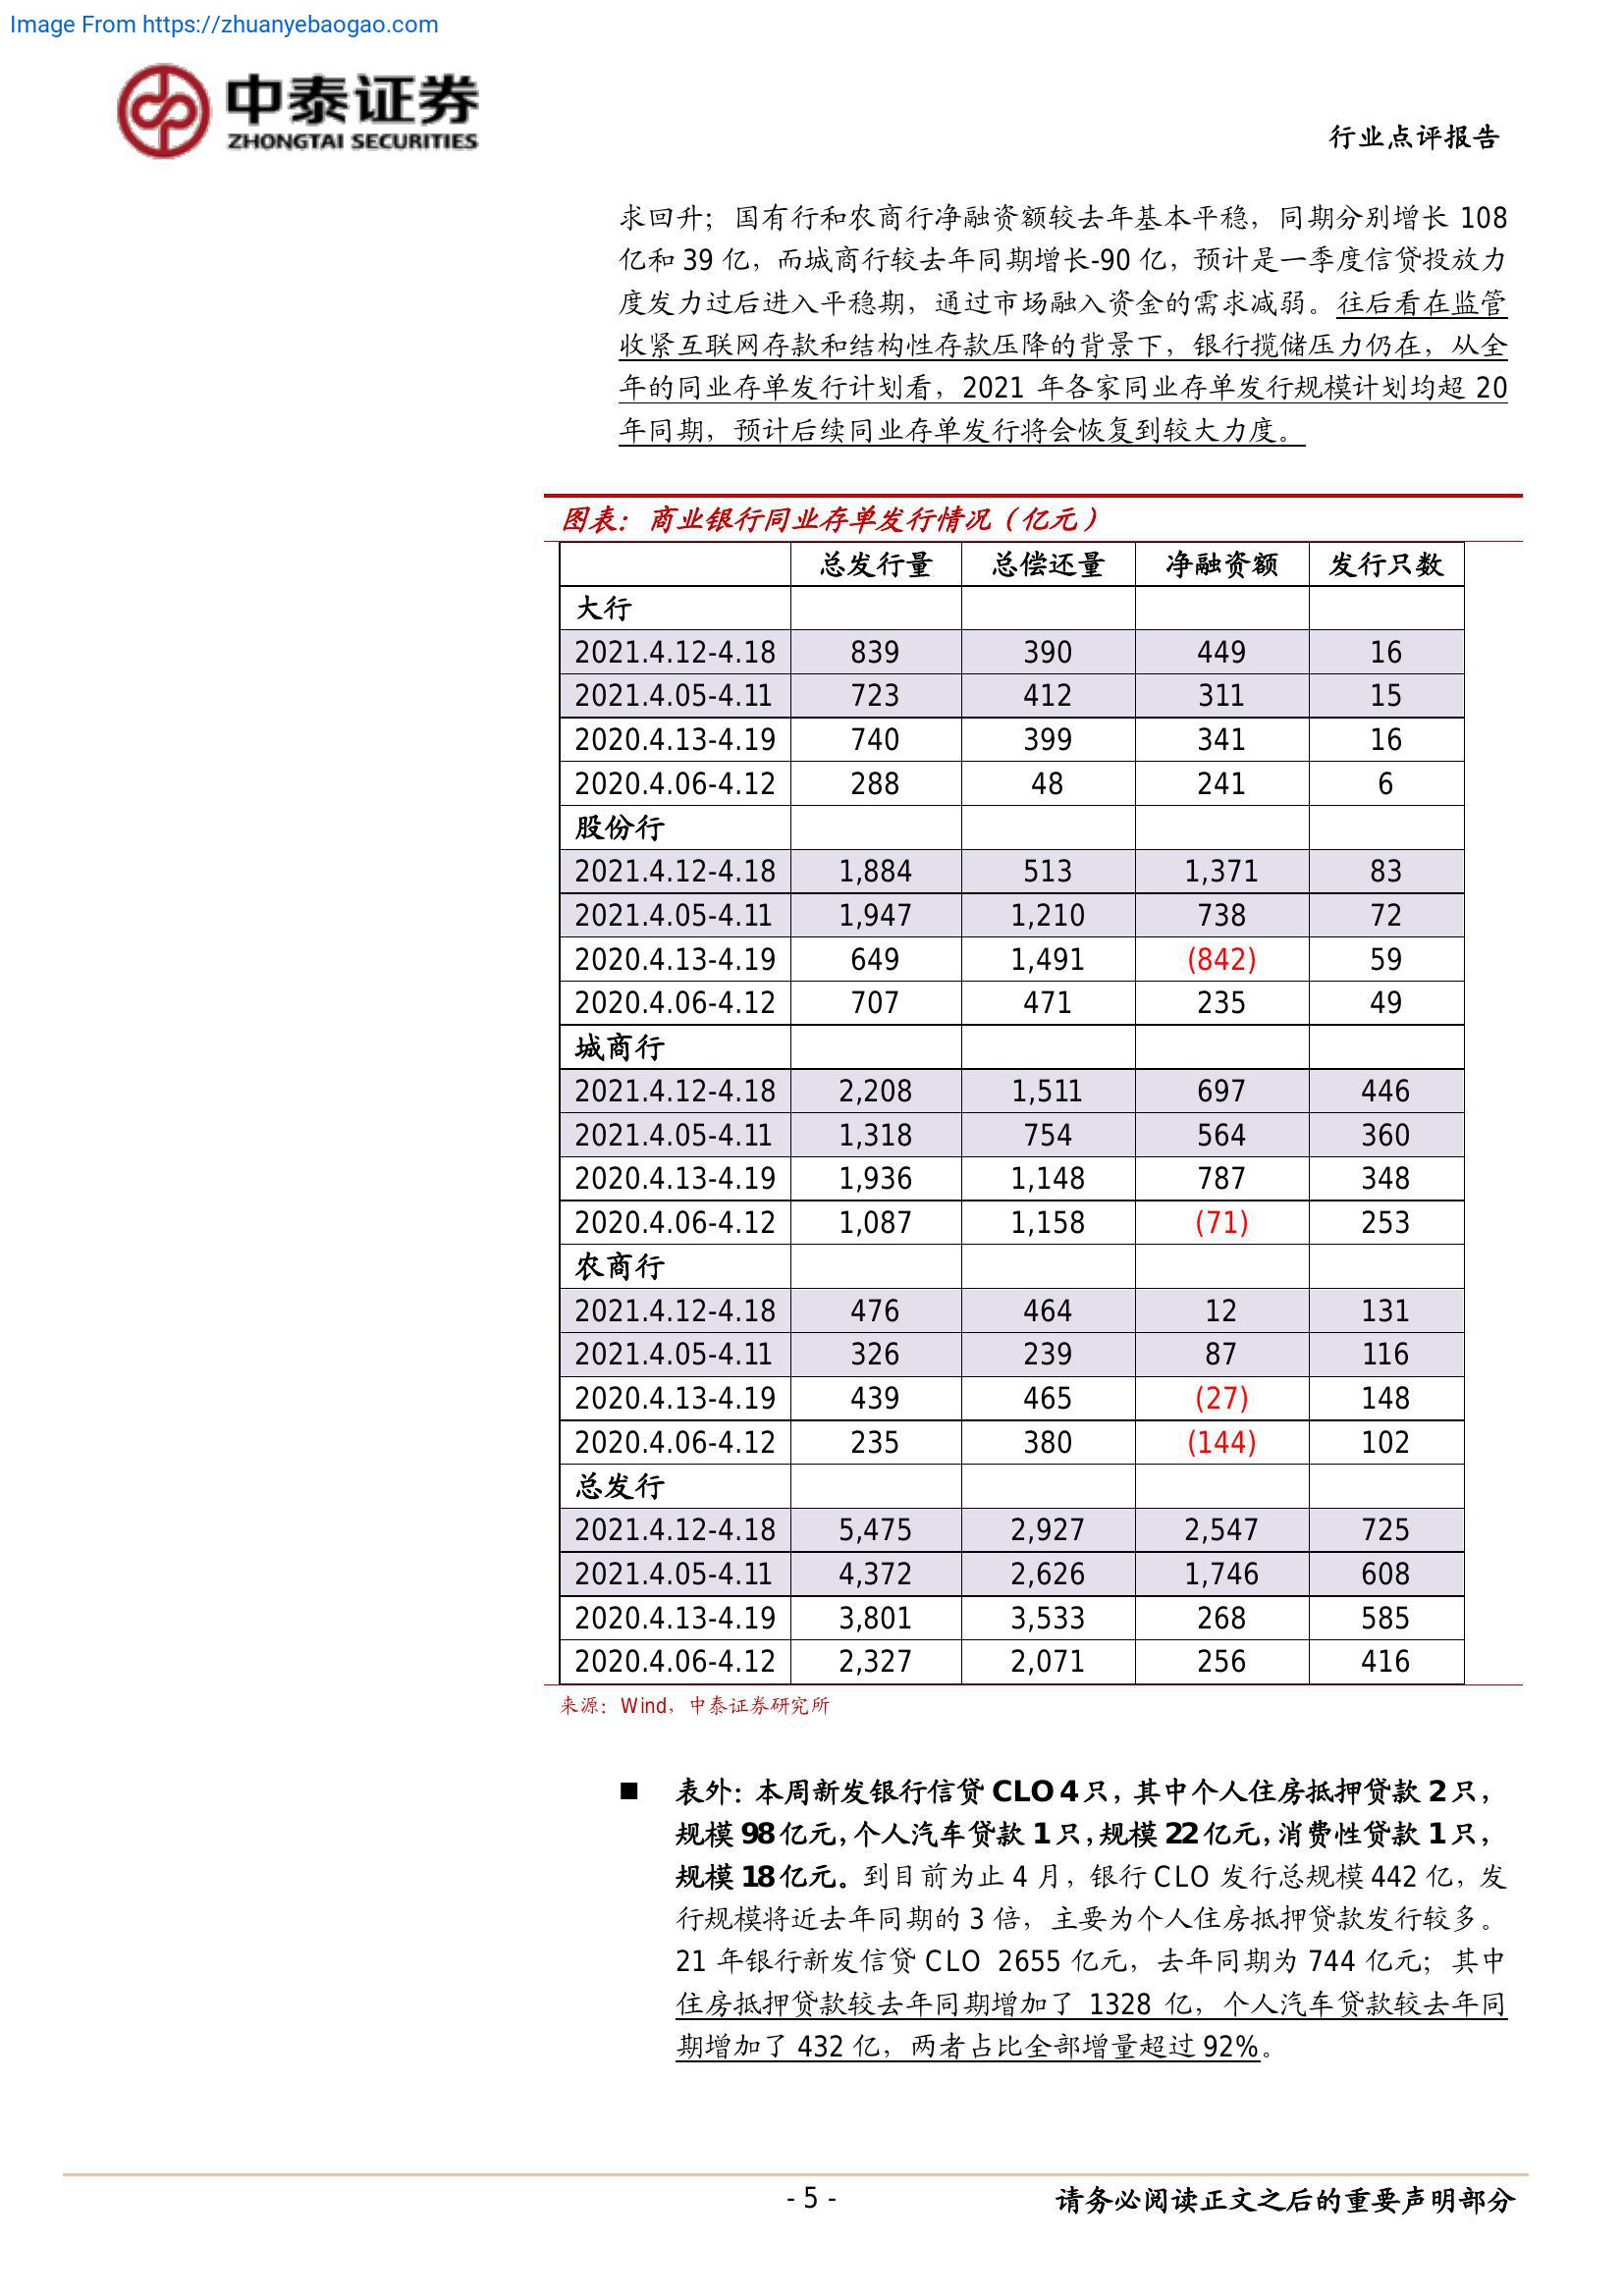 Image From https://zhuanyebaogao.com
中泰证券
ZHONGTAI SECURITIES
行业点评报告
求回升；国有行和农商行净融资额较去年基本平稳，同期分别增长 108
亿和 39 亿，而城商行较去年同期增长-90 亿，预计是一季度信贷投放力
度发力过后进入平稳期，通过市场融入资金的需求减弱。往后看在监管
收紧互联网存款和结构性存款压降的背景下，银行揽储压力仍在，从全
年的同业存单发行计划看，2021 年各家同业存单发行规模计划均超 20
年同期，预计后续同业存单发行将会恢复到较大力度。
图表：商业银行同业存单发行情况（亿元）
总发行量 总偿还量 净融资额 发行只数
大行
2021.4.12-4.18 839 390 449 16
2021.4.05-4.11 723 412 311 15
2020.4.13-4.19 740 399 341 16
2020.4.06-4.12 288 48 241 6
股份行
2021.4.12-4.18 1,884 513 1,371 83
2021.4.05-4.11 1,947 1,210 738 72
2020.4.13-4.19 649 1,491 (842) 59
2020.4.06-4.12 707 471 235 49
城商行
2021.4.12-4.18 2,208 1,511 697 446
2021.4.05-4.11 1,318 754 564 360
2020.4.13-4.19 1,936 1,148 787 348
2020.4.06-4.12 1,087 1,158 (71) 253
农商行
2021.4.12-4.18 476 464 12 131
2021.4.05-4.11 326 239 87 116
2020.4.13-4.19 439 465 (27) 148
2020.4.06-4.12 235 380 (144) 102
总发行
2021.4.12-4.18 5,475 2,927 2,547 725
2021.4.05-4.11 4,372 2,626 1,746 608
2020.4.13-4.19 3,801 3,533 268 585
2020.4.06-4.12 2,327 2,071 256 416
来源：Wind，中泰证券研究所
■ 表外：本周新发银行信贷 CLO 4 只，其中个人住房抵押贷款 2 只，
规模 98 亿元，个人汽车贷款 1 只，规模 22 亿元，消费性贷款 1 只，
规模 18 亿元。到目前为止 4 月，银行 CLO 发行总规模 442 亿，发
行规模将近去年同期的 3 倍，主要为个人住房抵押贷款发行较多。
21 年银行新发信贷 CLO 2655 亿元，去年同期为 744 亿元；其中
住房抵押贷款较去年同期增加了 1328 亿，个人汽车贷款较去年同
期增加了 432 亿，两者占比全部增量超过 92%。
- 5 -
请务必阅读正文之后的重要声明部分